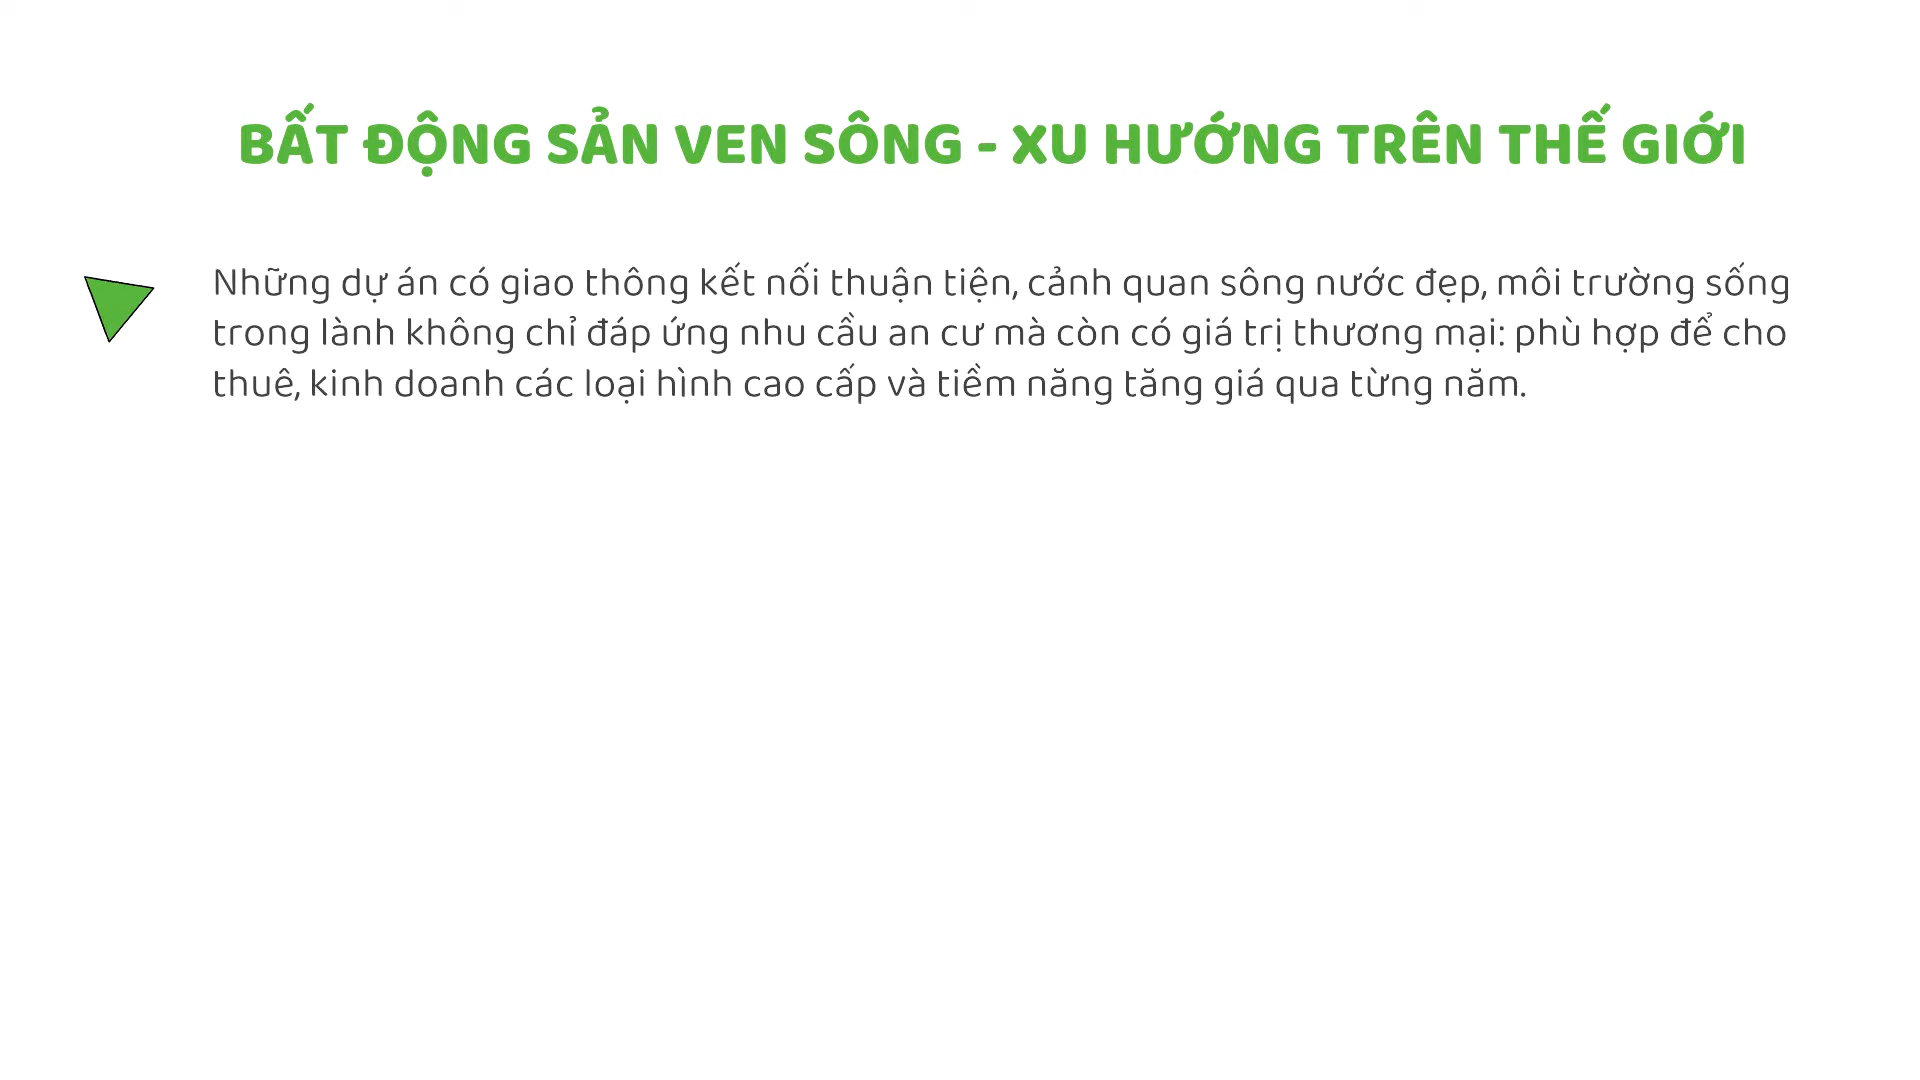 BẤT ĐỘNG SẢN VEN SÔNG - XU HƯỚNG TRÊN THẾ GIỚI
Những dự án có giao thông kết nối thuận tiện, cảnh quan sông nước đẹp, môi trường sống
trong lành không chỉ đáp ứng nhu cầu an cư mà còn có giá trị thương mại: phù hợp để cho
thuê, kinh doanh các loại hình cao cấp và tiềm năng tăng giá qua từng năm.